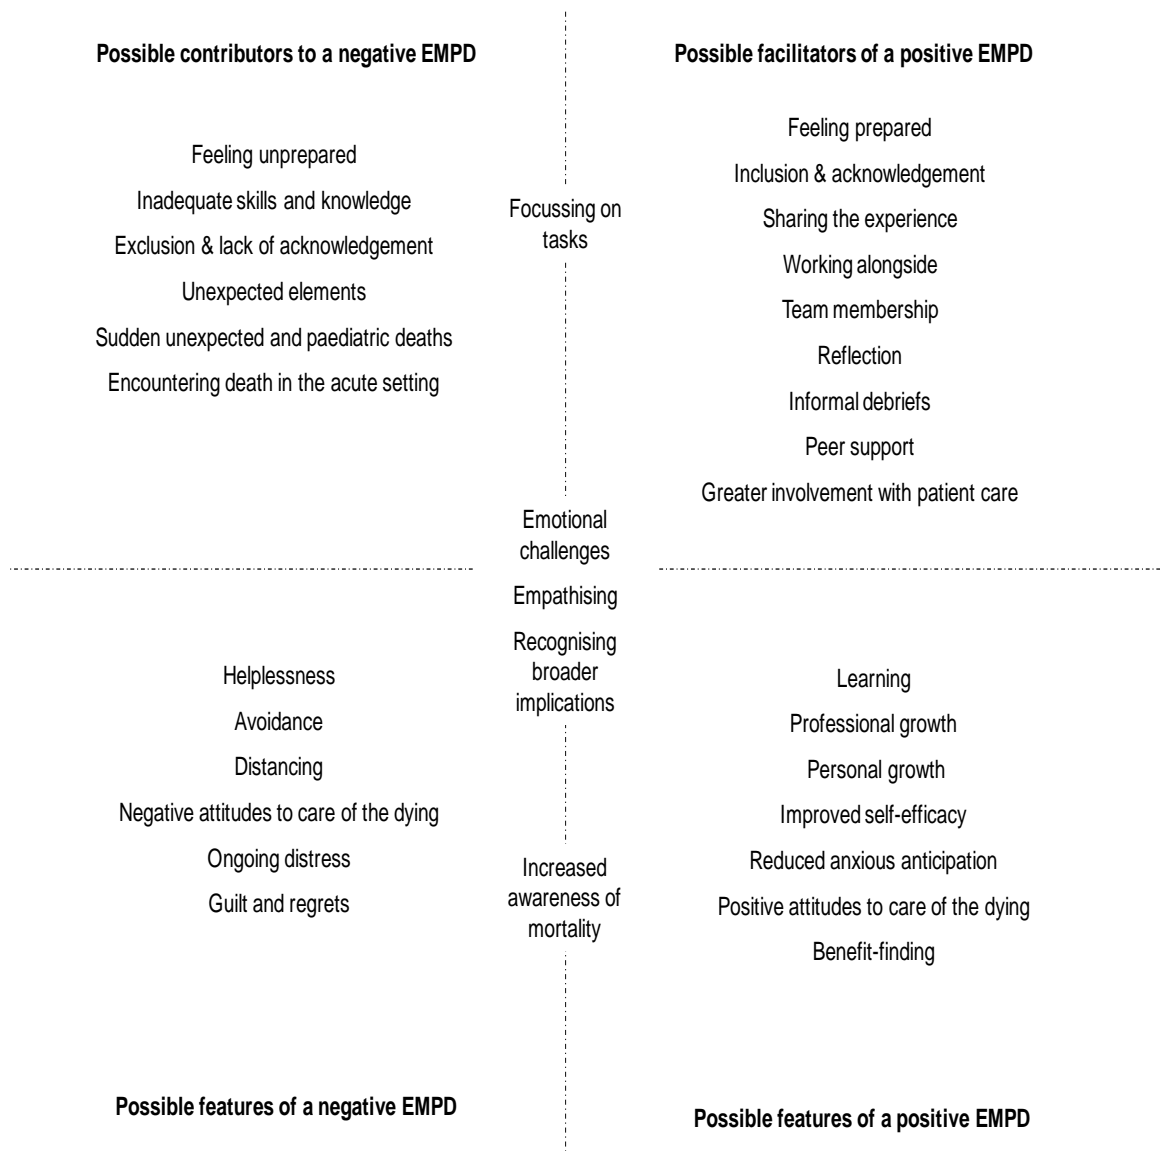 Possible contributors to a negative EMPD
Feeling unprepared
Inadequate skills and knowledge
Exclusion & lack of acknowledgement
Unexpected elements
Sudden unexpected and paediatric deaths
Encountering death in the acute setting
Possible facilitators of a positive EMPD
Feeling prepared
Inclusion & acknowledgement
Sharing the experience
Working alongside
Team membership
Reflection
Informal debriefs
Peer support
Greater involvement with patient care
Focussing on
tasks
Emotional
challenges
Empathising
Recognising
broader
implications
Increased
awareness of
mortality
Helplessness
Avoidance
Distancing
Negative attitudes to care of the dying
Ongoing distress
Guilt and regrets
Possible features of a negative EMPD
Learning
Professional growth
Personal growth
Improved self-efficacy
Reduced anxious anticipation
Positive attitudes to care of the dying
Benefit-finding
Possible features of a positive EMPD